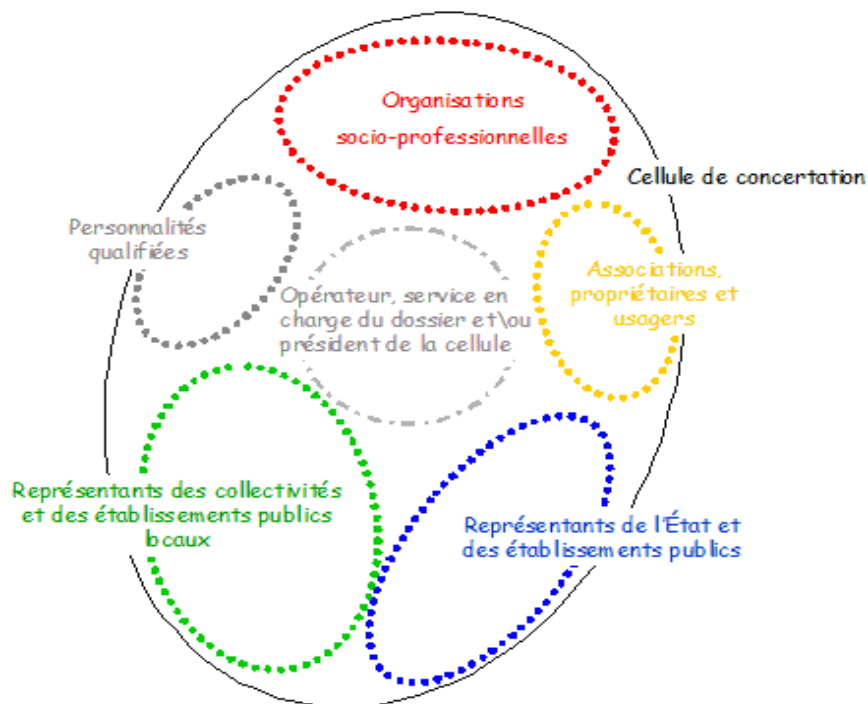 Organisations
socio-professionnelles
Cellule de concertation
Personnalités
qualifiées
Associations,
propriétaires et
usagers
Opérateur, service en
charge du dossier et\ou
président de la cellule
Représentants des collectivités
et des établissements publics
locaux
Représentants de l'État et
des établissements publics